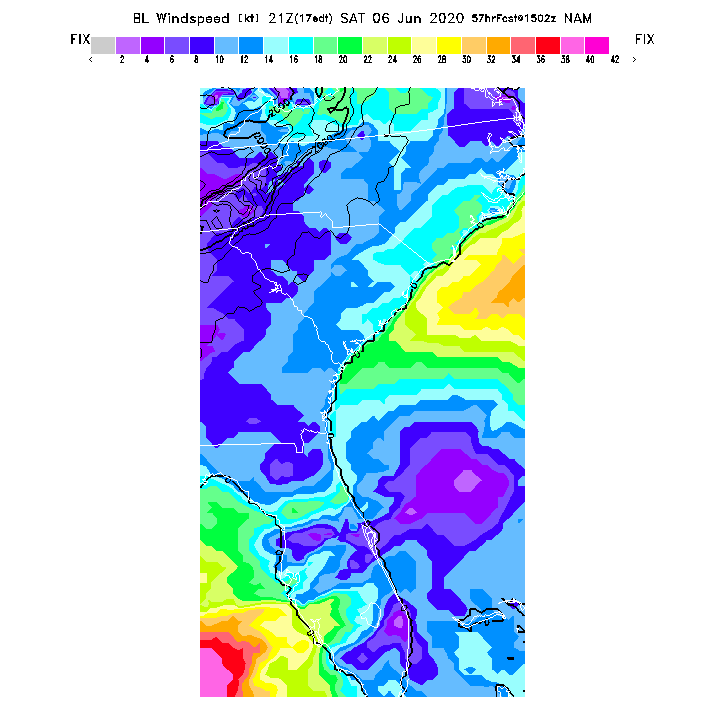 BL Windspeed [kt] 21Z(17edt) SAT 06 Jun 2020 57hrFcst@1502z NAM
FIX FIX
< 2 4 6 8 10 12 14 16 18 20 22 24 26 28 30 32 34 36 38 40 42 >
2000